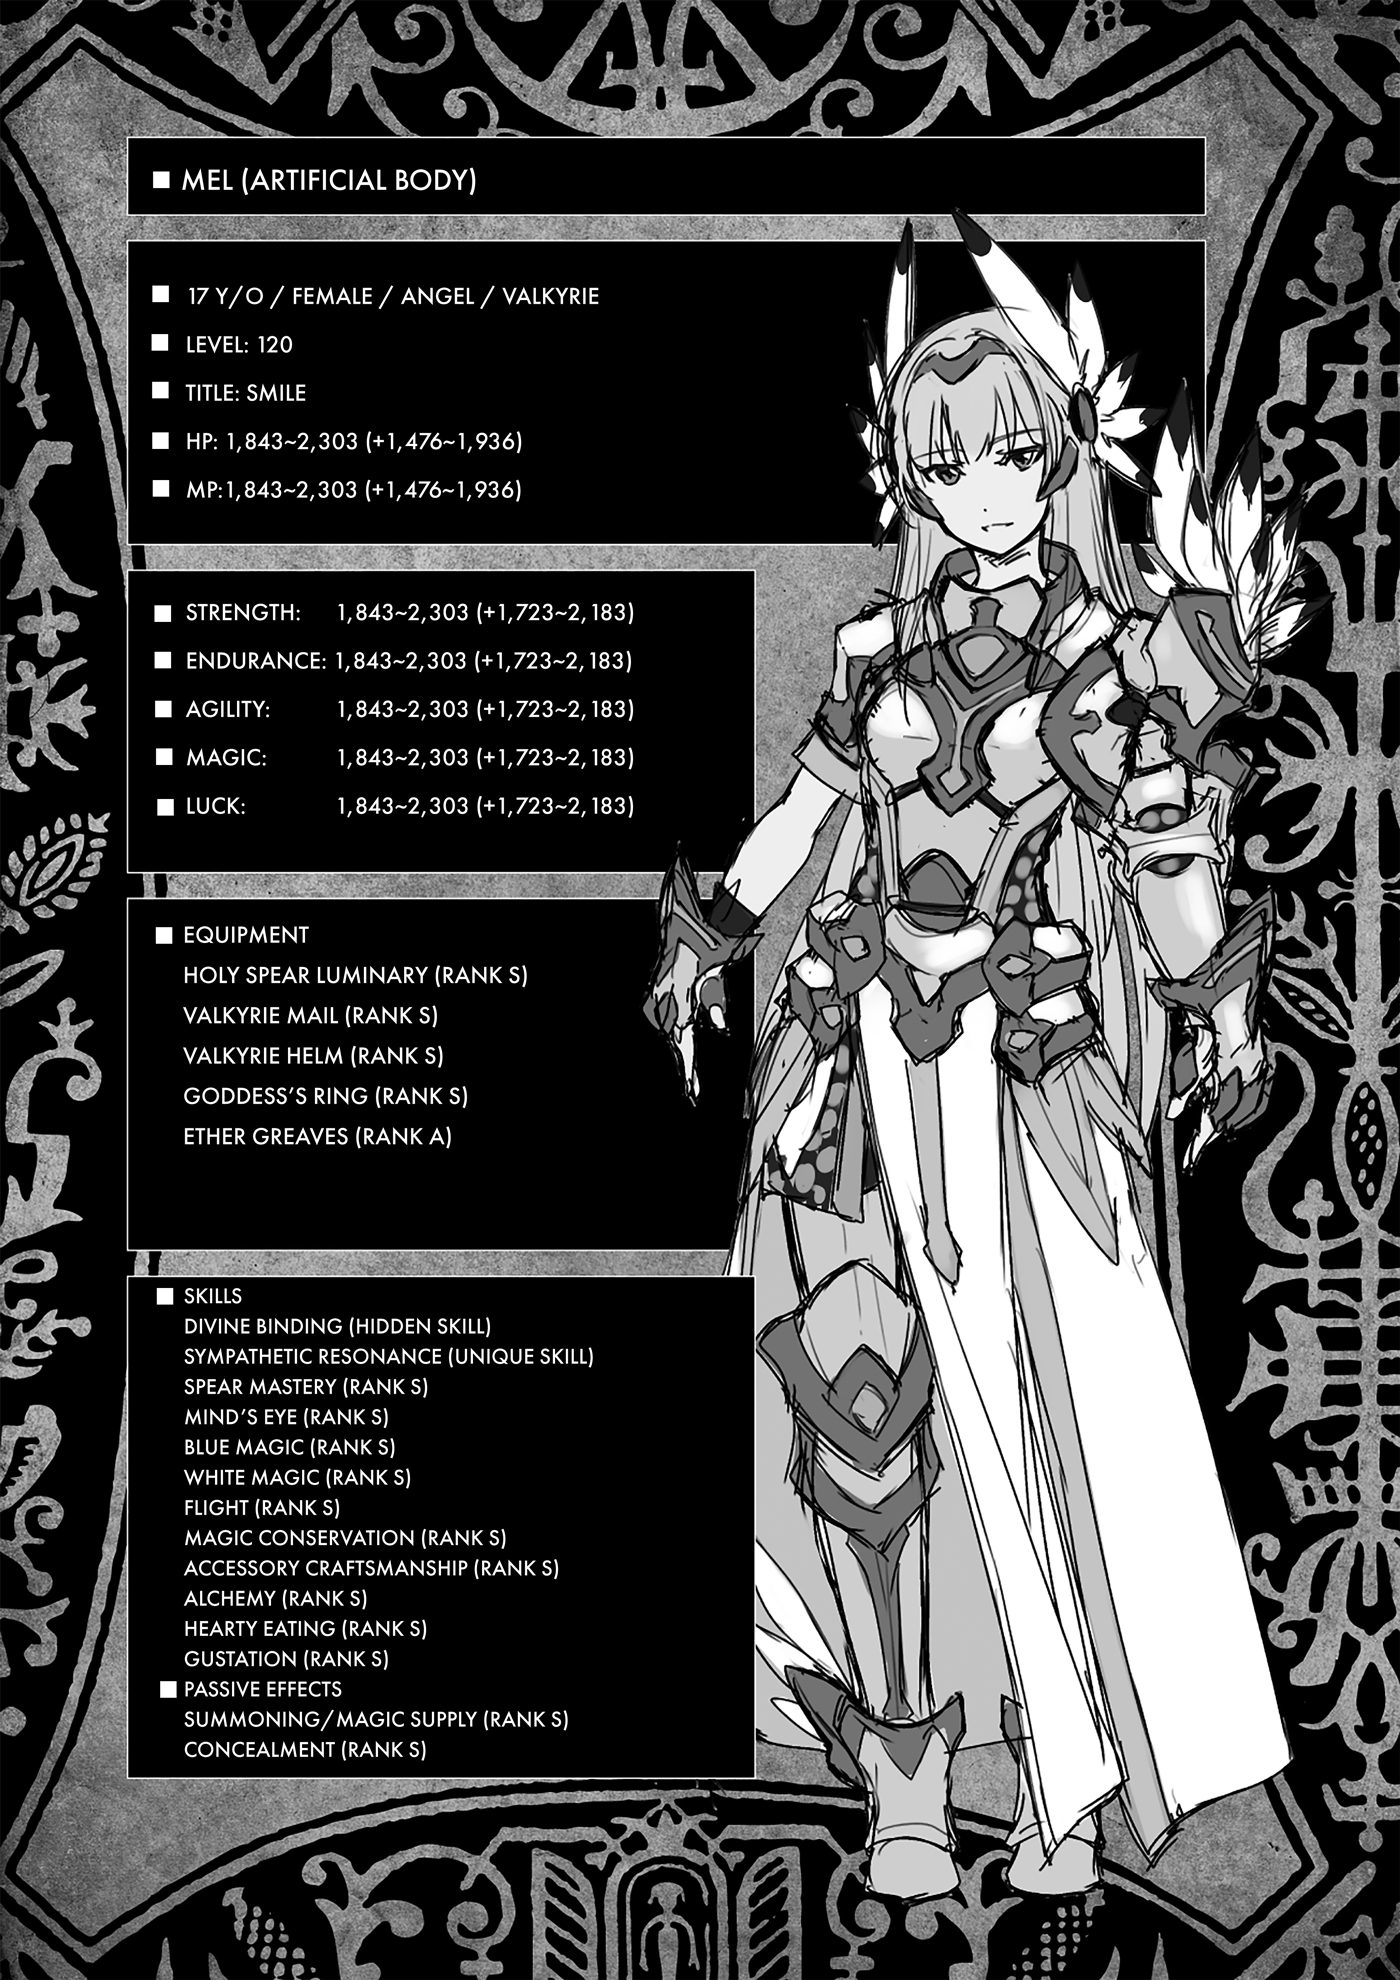 MEL (ARTIFICIAL BODY)
17 Y/O / FEMALE / ANGEL / VALKYRIE
LEVEL: 120
TITLE: SMILE
HP: 1,843~2,303 (+1,476~1,936)
MP:1,843~2,303 (+1,476~1,936)
STRENGTH: 1,843~2,303 (+1,723~2,183)
ENDURANCE: 1,843~2,303 (+1,723~2,183)
AGILITY: 1,843~2,303 (+1,723~2,183)
MAGIC: 1,843~2,303 (+1,723~2,183)
LUCK: 1,843~2,303 (+1,723~2,183)
EQUIPMENT
HOLY SPEAR LUMINARY (RANK S)
VALKYRIE MAIL (RANK S)
VALKYRIE HELM (RANK S)
GODDESS'S RING (RANK S)
ETHER GREAVES (RANK A)
SKILLS
DIVINE BINDING (HIDDEN SKILL)
SYMPATHETIC RESONANCE (UNIQUE SKILL)
SPEAR MASTERY (RANK S)
MIND'S EYE (RANK S)
BLUE MAGIC (RANK S)
WHITE MAGIC (RANK S)
FLIGHT (RANK S)
MAGIC CONSERVATION (RANK S)
ACCESSORY CRAFTSMANSHIP (RANK S)
ALCHEMY (RANK S)
HEARTY EATING (RANK S)
GUSTATION (RANK S)
PASSIVE EFFECTS
SUMMONING/MAGIC SUPPLY (RANK S)
CONCEALMENT (RANK S)